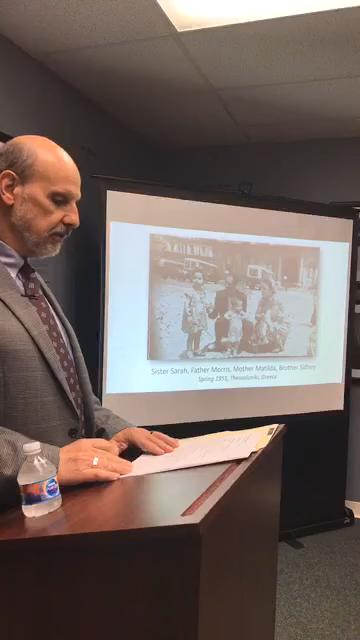 Sister Sarah, Father Morris, Mother Matilda, Brother Sidney
Spring 1951, Thessaloniki, Greece